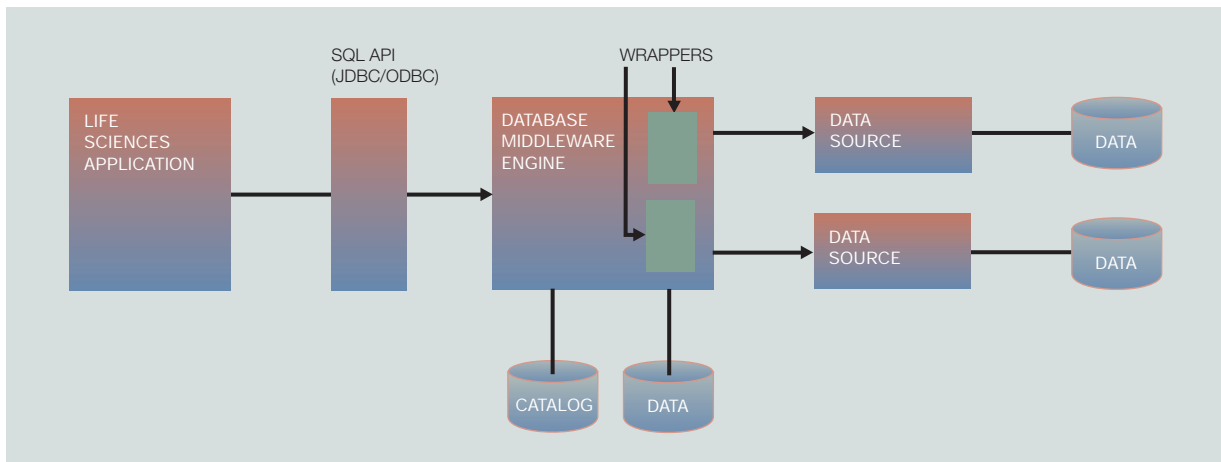 SQL API
(JDBC/ODBC)
WRAPPERS
LIFE
SCIENCES
APPLICATION
DATABASE
MIDDLEWARE
ENGINE
DATA
SOURCE
DATA
DATA
SOURCE
DATA
CATALOG
DATA